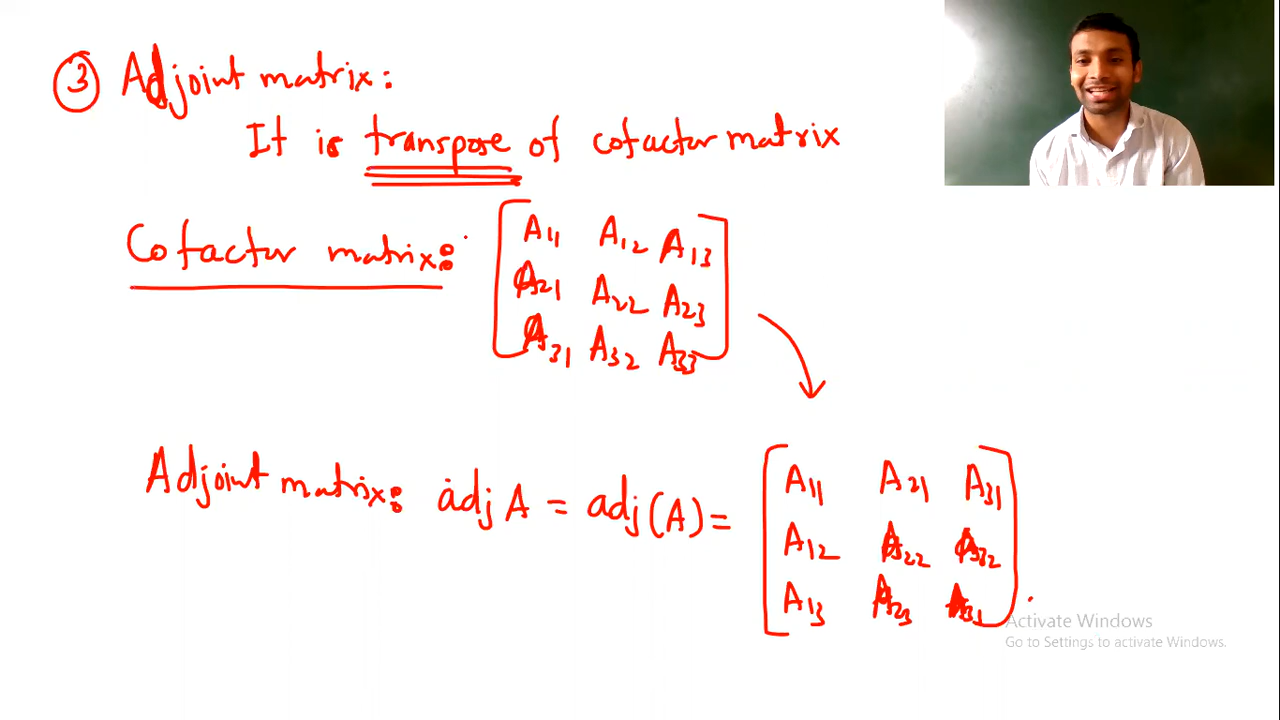 ③ Adjoint matrix:
It is transpose of cofactor matrix
Cofactor matrix: [ A11 A12 A13
A21 A22 A23
A31 A32 A33 ]
Adjoint matrix: adj A = adj(A) = [ A11 A21 A31
A12 A22 A32
A13 A23 ]
Activate Windows
Go to Settings to activate Windows.